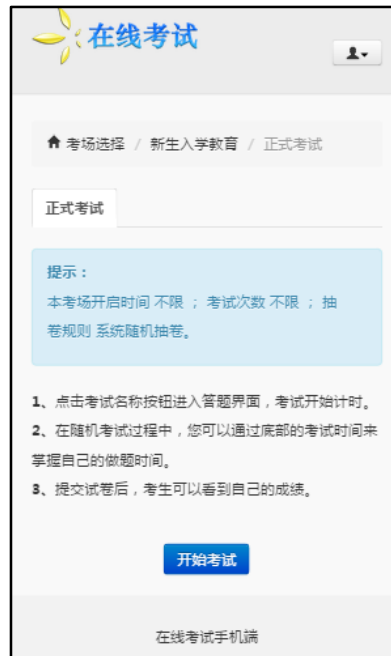 在线考试
考场选择 / 新生入学教育 / 正式考试
正式考试
提示：
本考场开启时间 不限 ； 考试次数 不限 ； 抽
卷规则 系统随机抽卷。
1、点击考试名称按钮进入答题界面，考试开始计时。
2、在随机考试过程中，您可以通过底部的考试时间来
掌握自己的做题时间。
3、提交试卷后，考生可以看到自己的成绩。
开始考试
在线考试手机端